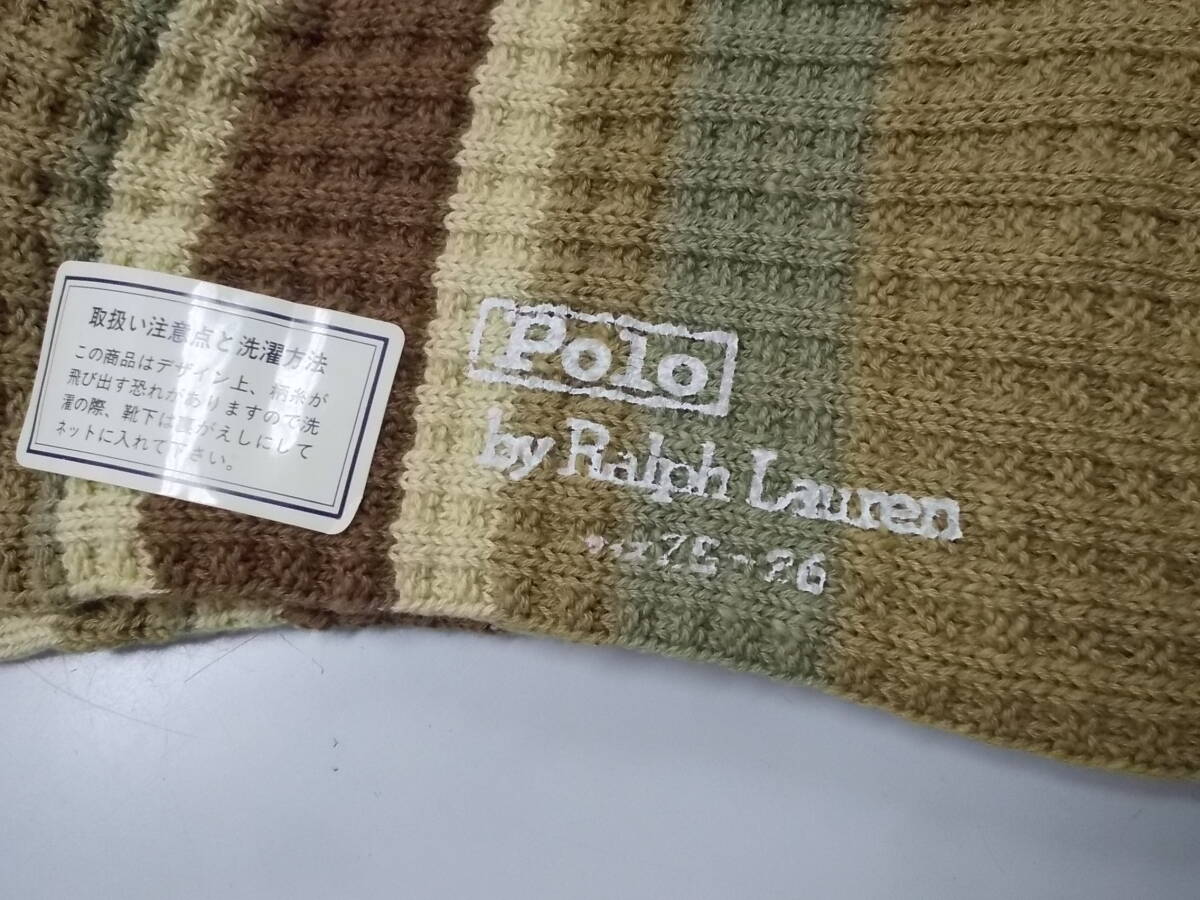 取扱い注意点と洗濯方法
この商品はデザイン上、柄糸が
飛び出す恐れがありますので洗
濯の際、靴下は裏がえしにして
ネットに入れて下さい。
Polo
by Ralph Lauren
26